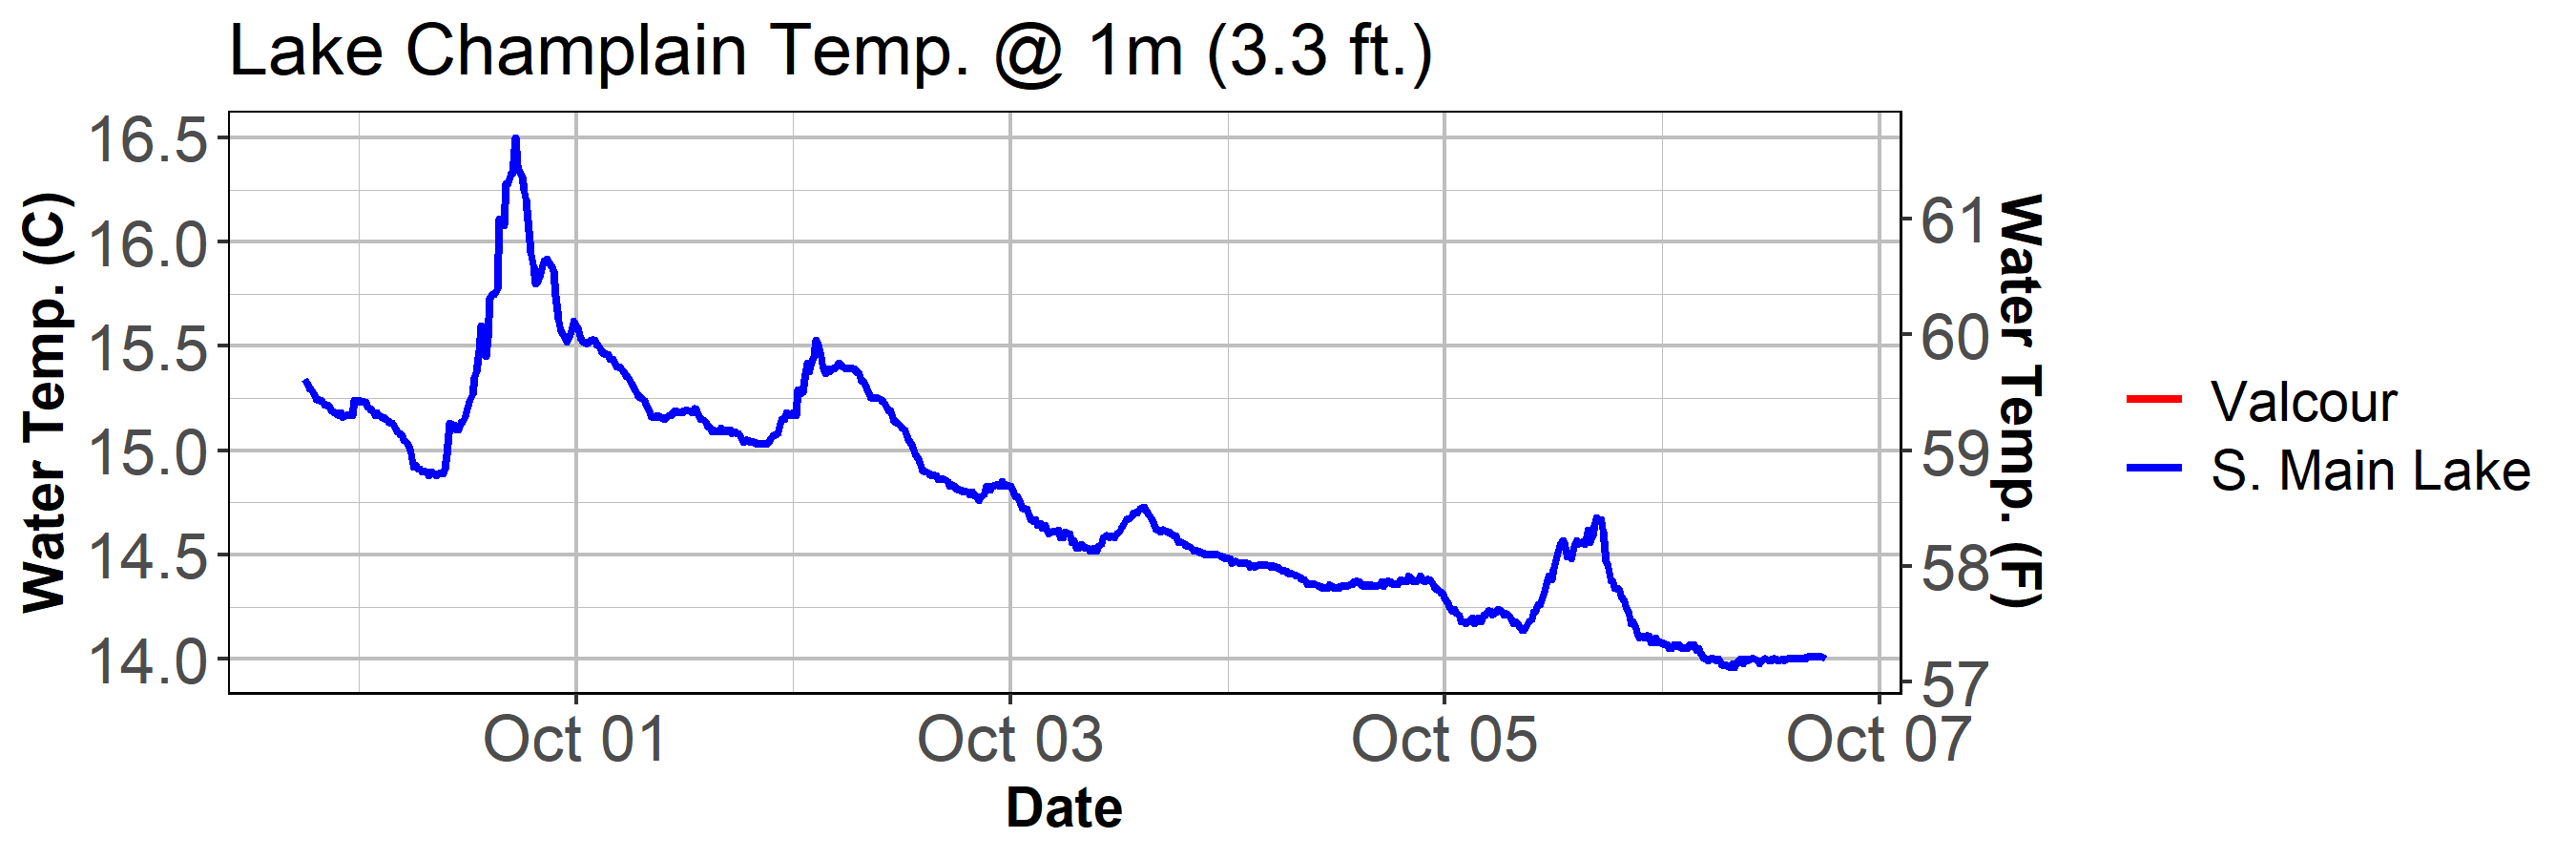 Lake Champlain Temp. @ 1m (3.3 ft.)
Water Temp. (C)
16.5
16.0
15.5
15.0
14.5
14.0
61
60
59
58
57
Water Temp. (F)
Oct 01 Oct 03 Oct 05 Oct 07
Date
Valcour
S. Main Lake